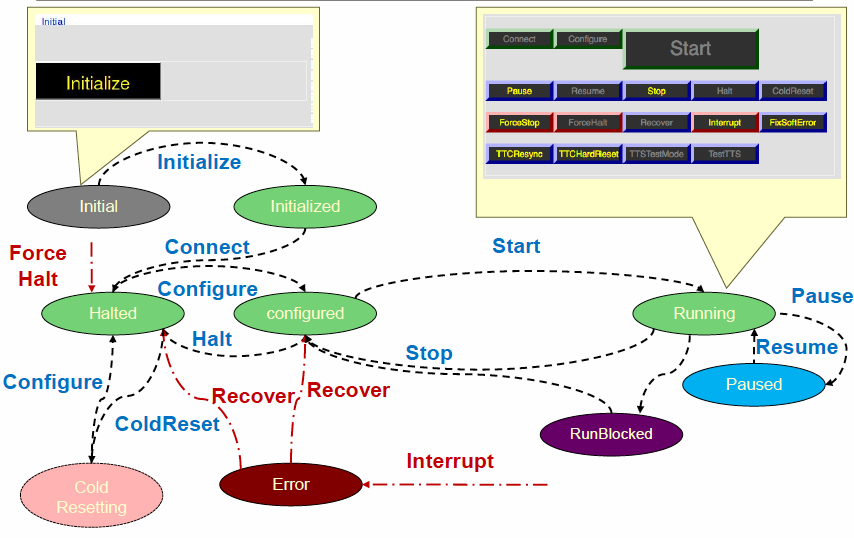 Initial
Initialize
Connect
Configure
Start
Pause
Resume
Stop
Halt
ColdReset
ForceStop
ForceHalt
Recover
Interrupt
FixSoftError
TTCResync
TTCHardReset
TTSTestMode
TestTTS
Initialize
Initial
Initialized
Force
Halt
Connect
Start
Configure
Pause
Halted
configured
Running
Halt
Stop
Resume
Configure
Recover
Recover
Paused
ColdReset
RunBlocked
Interrupt
Cold
Resetting
Error